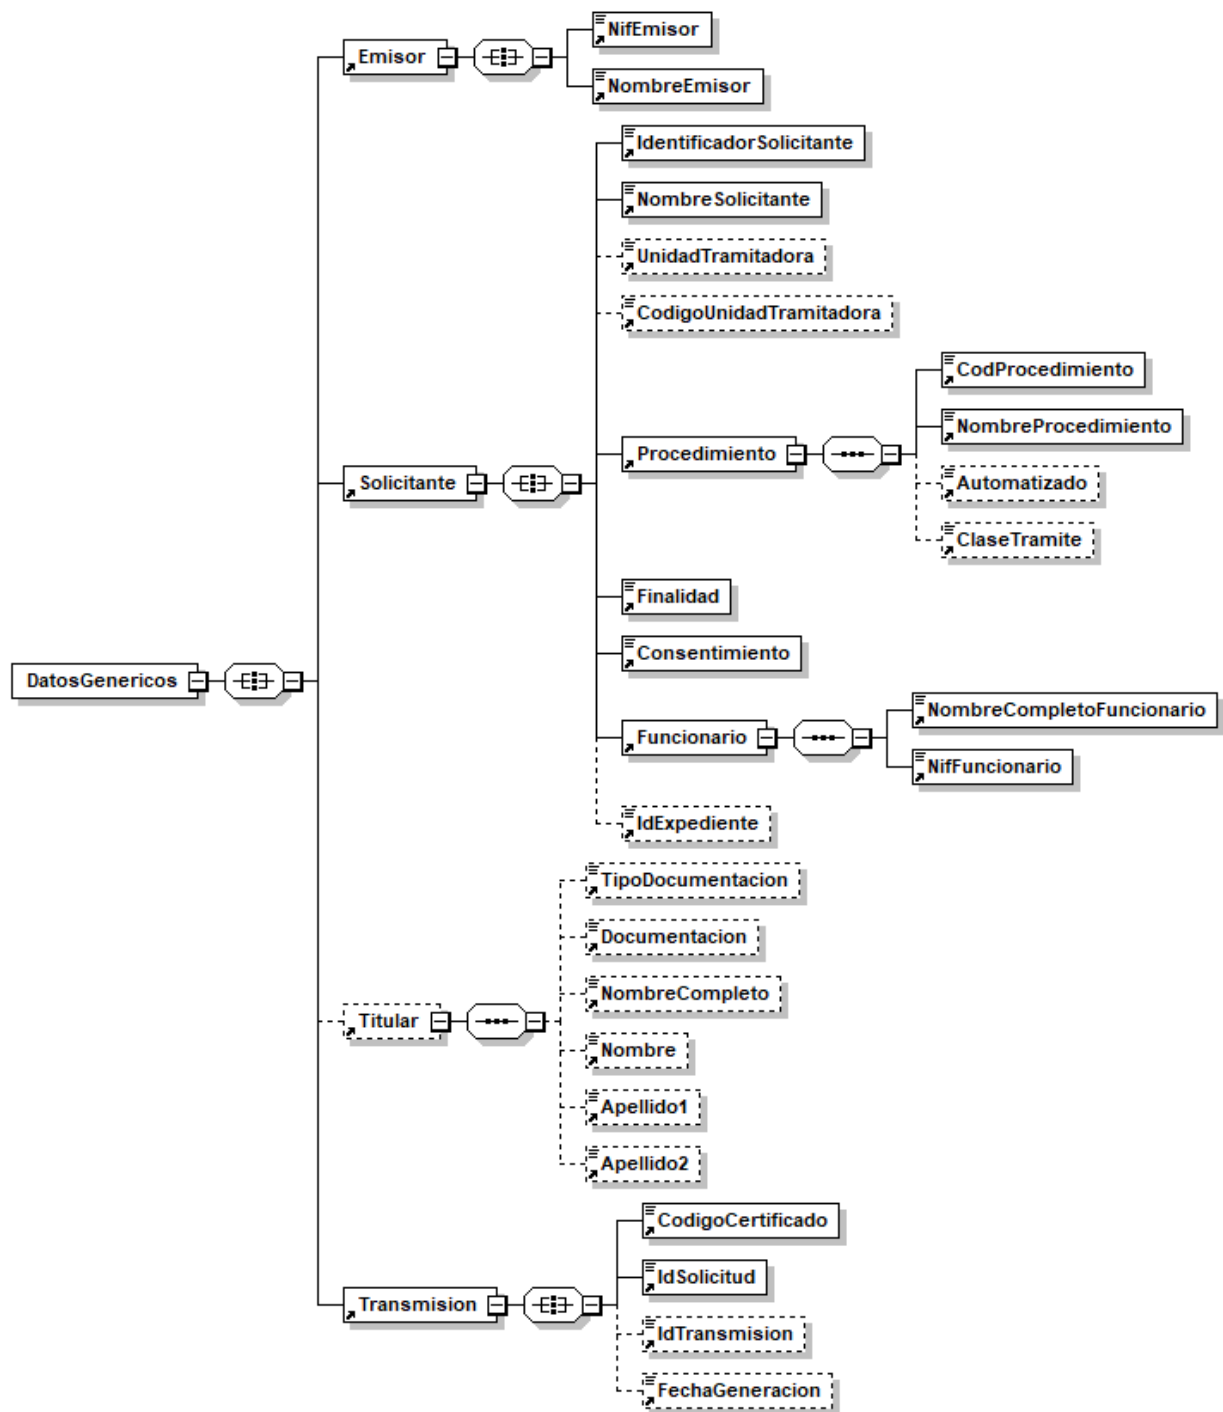 NifEmisor
Emisor
NombreEmisor
IdentificadorSolicitante
NombreSolicitante
UnidadTramitadora
CodigoUnidadTramitadora
CodProcedimiento
NombreProcedimiento
Procedimiento
Solicitante
Automatizado
ClaseTramite
Finalidad
Consentimiento
DatosGenericos
NombreCompletoFuncionario
Funcionario
NifFuncionario
IdExpediente
TipoDocumentacion
Documentacion
NombreCompleto
Titular
Nombre
Apellido1
Apellido2
CodigoCertificado
IdSolicitud
Transmision
IdTransmision
FechaGeneracion